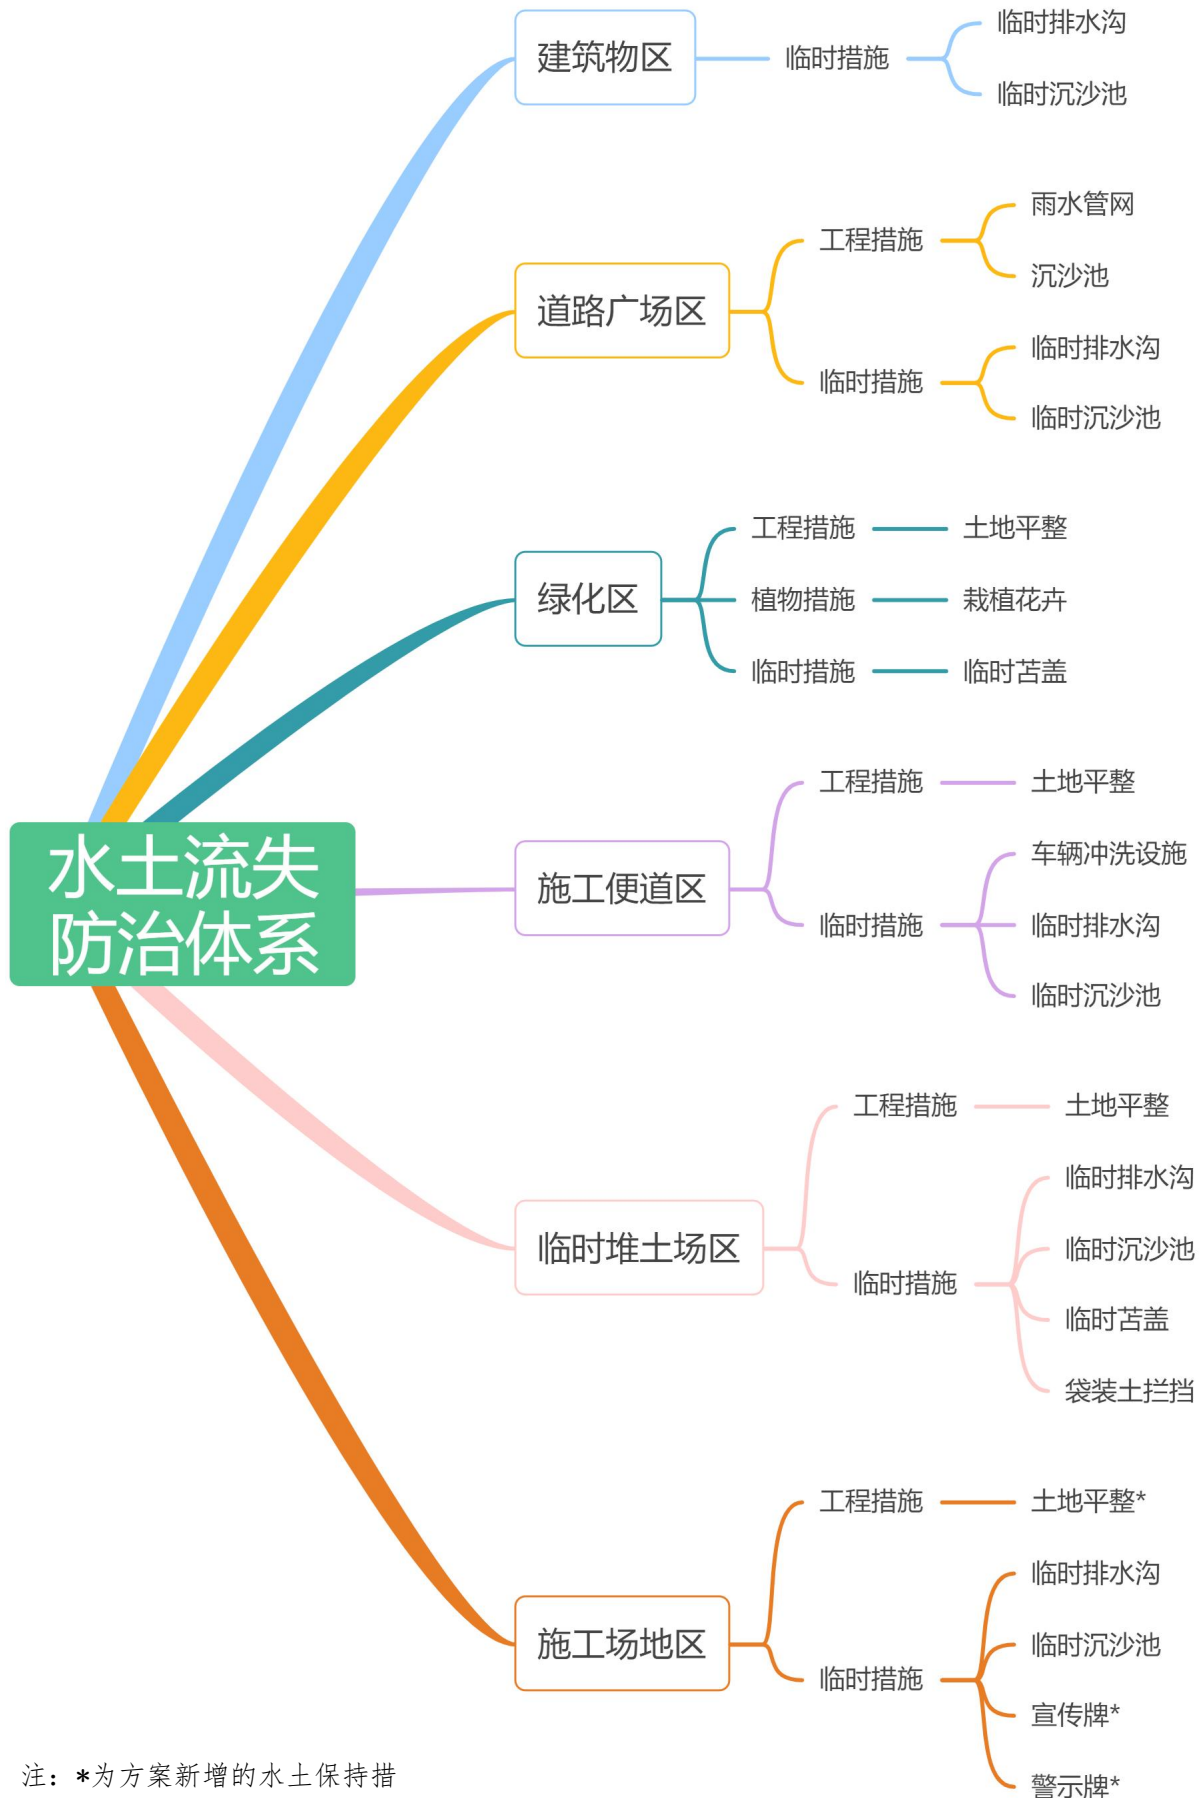 水土流失
防治体系
建筑物区
临时措施
临时排水沟
临时沉沙池
道路广场区
工程措施
雨水管网
沉沙池
临时措施
临时排水沟
临时沉沙池
绿化区
工程措施
土地平整
植物措施
栽植花卉
临时措施
临时苫盖
施工便道区
工程措施
土地平整
临时措施
车辆冲洗设施
临时排水沟
临时沉沙池
临时堆土场区
工程措施
土地平整
临时措施
临时排水沟
临时沉沙池
临时苫盖
袋装土拦挡
施工场地区
工程措施
土地平整*
临时措施
临时排水沟
临时沉沙池
宣传牌*
警示牌*
注：*为方案新增的水土保持措